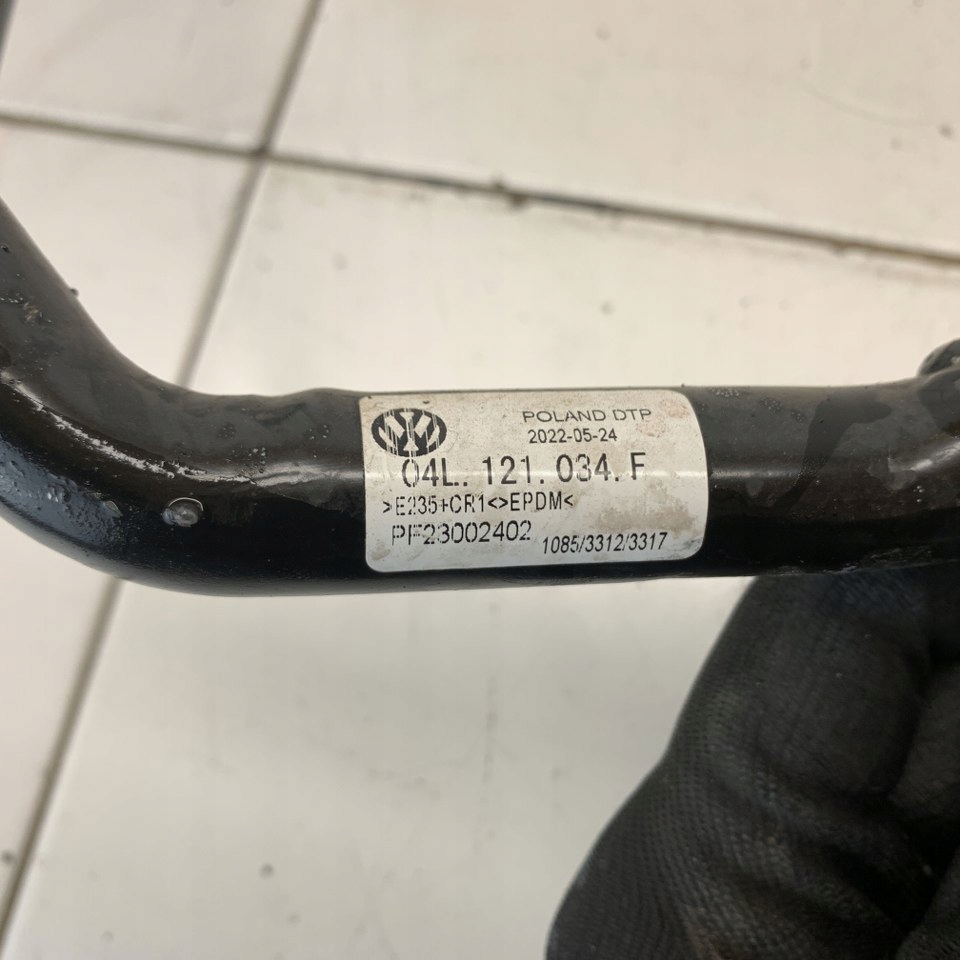 POLAND DTP
2022-05-24
04L. 121. 034. F
>E235+CR1<>EPDM<
PF23002402
1085/3312/3317